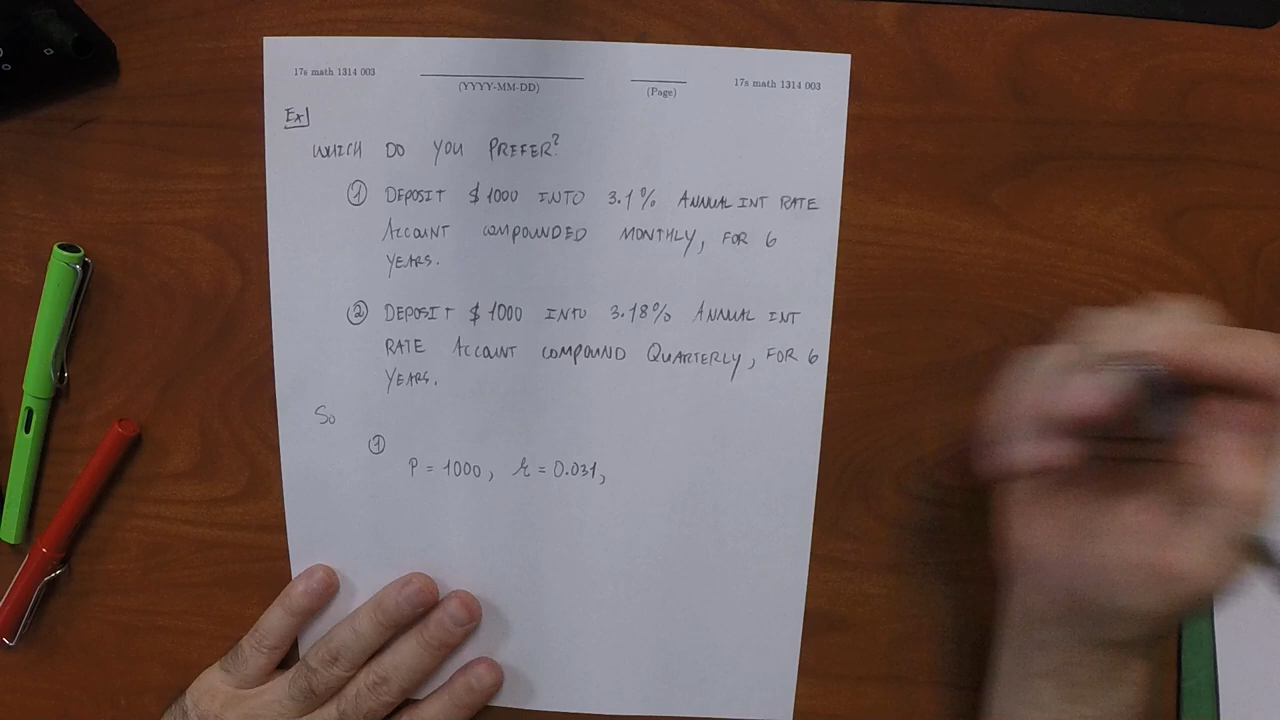 17s math 1314 003
(YYYY-MM-DD)
(Page)
17s math 1314 003
Ex
WHICH DO YOU PREFER?
① DEPOSIT $1000 INTO 3.1% ANNUAL INT RATE
ACCOUNT COMPOUNDED MONTHLY, FOR 6
YEARS.
② DEPOSIT $1000 INTO 3.18% ANNUAL INT
RATE ACCOUNT COMPOUND QUARTERLY, FOR 6
YEARS.
So
①
P = 1000, r = 0.031,